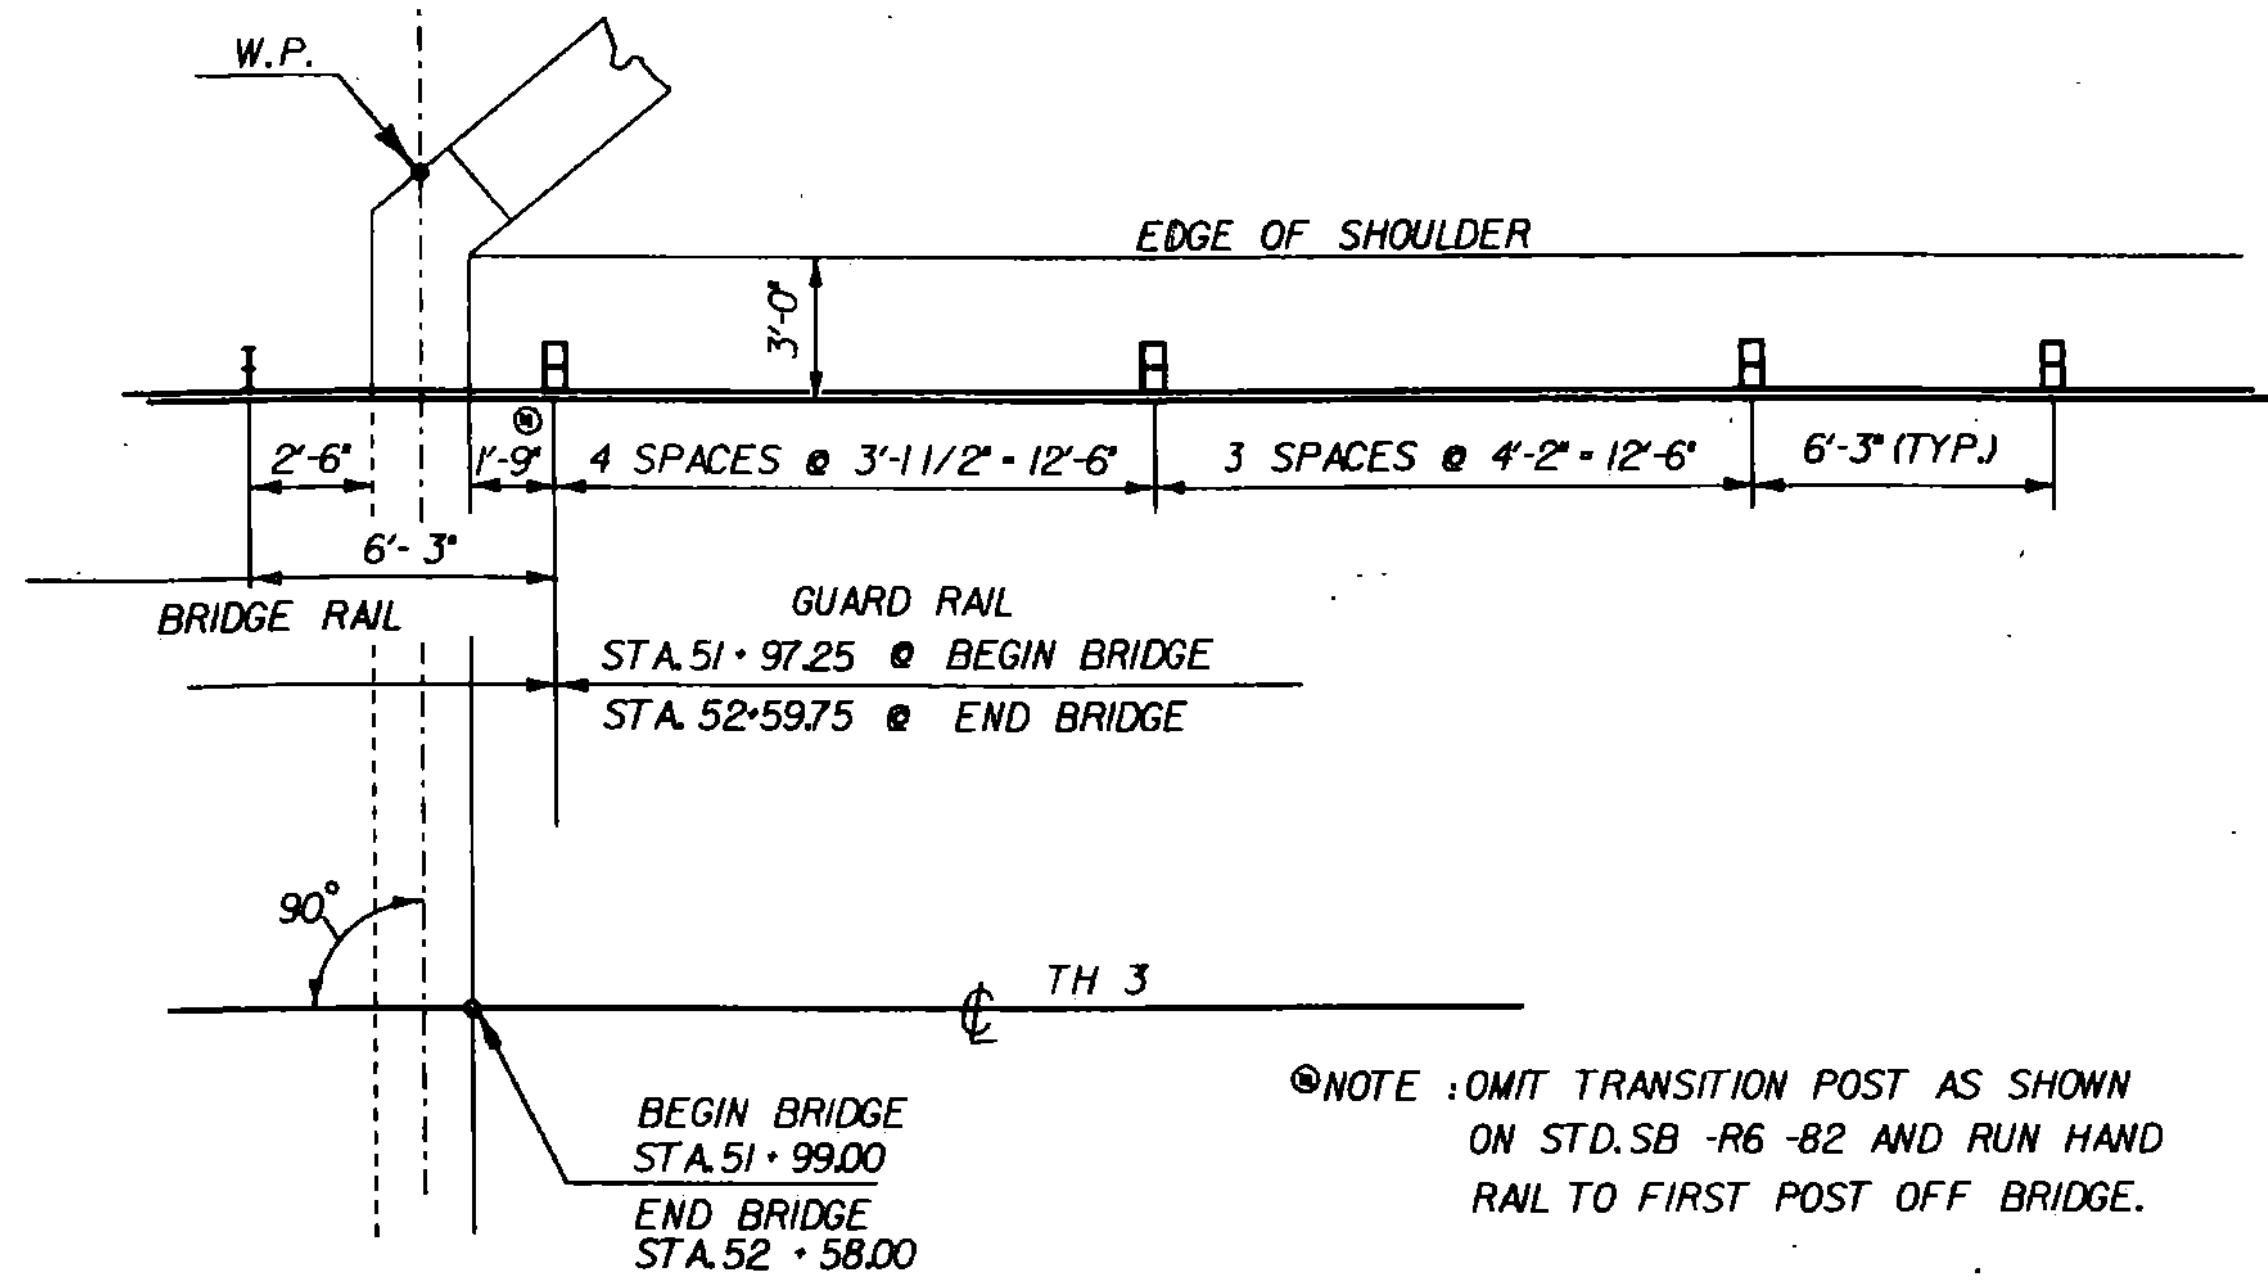 W.P.
EDGE OF SHOULDER
3'-0"
2'-6"
1'-9"
4 SPACES @ 3'-1 1/2" = 12'-6"
3 SPACES @ 4'-2" = 12'-6"
6'-3" (TYP.)
6'-3"
BRIDGE RAIL
GUARD RAIL
STA. 51+97.25 @ BEGIN BRIDGE
STA. 52+59.75 @ END BRIDGE
90°
TH 3
BEGIN BRIDGE
STA. 51+99.00
END BRIDGE
STA. 52+58.00
NOTE : OMIT TRANSITION POST AS SHOWN
ON STD. SB -R6 -82 AND RUN HAND
RAIL TO FIRST POST OFF BRIDGE.